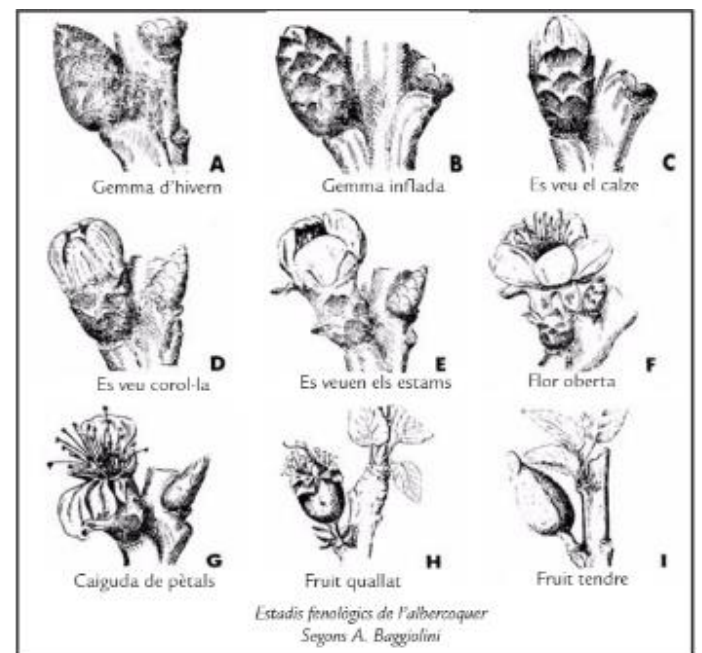 A B C
Gemma d'hivern Gemma inflada Es veu el calze
D E F
Es veu corol·la Es veuen els estams Flor oberta
G H I
Caiguda de pètals Fruit quallat Fruit tendre
Estadis fenològics de l'albercoquer
Segons A. Baggiolini